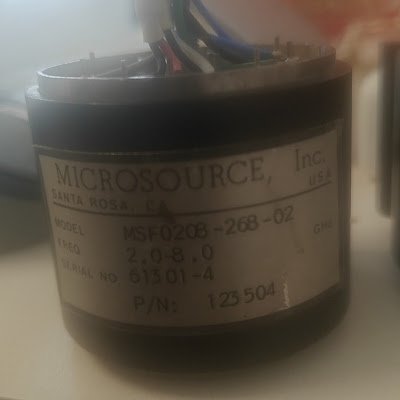 MICROSOURCE, Inc.
SANTA ROSA, CA USA
MODEL MSF0208-268-02
FREQ 2.0-8.0 GHz
SERIAL NO 61301-4
P/N: 123504